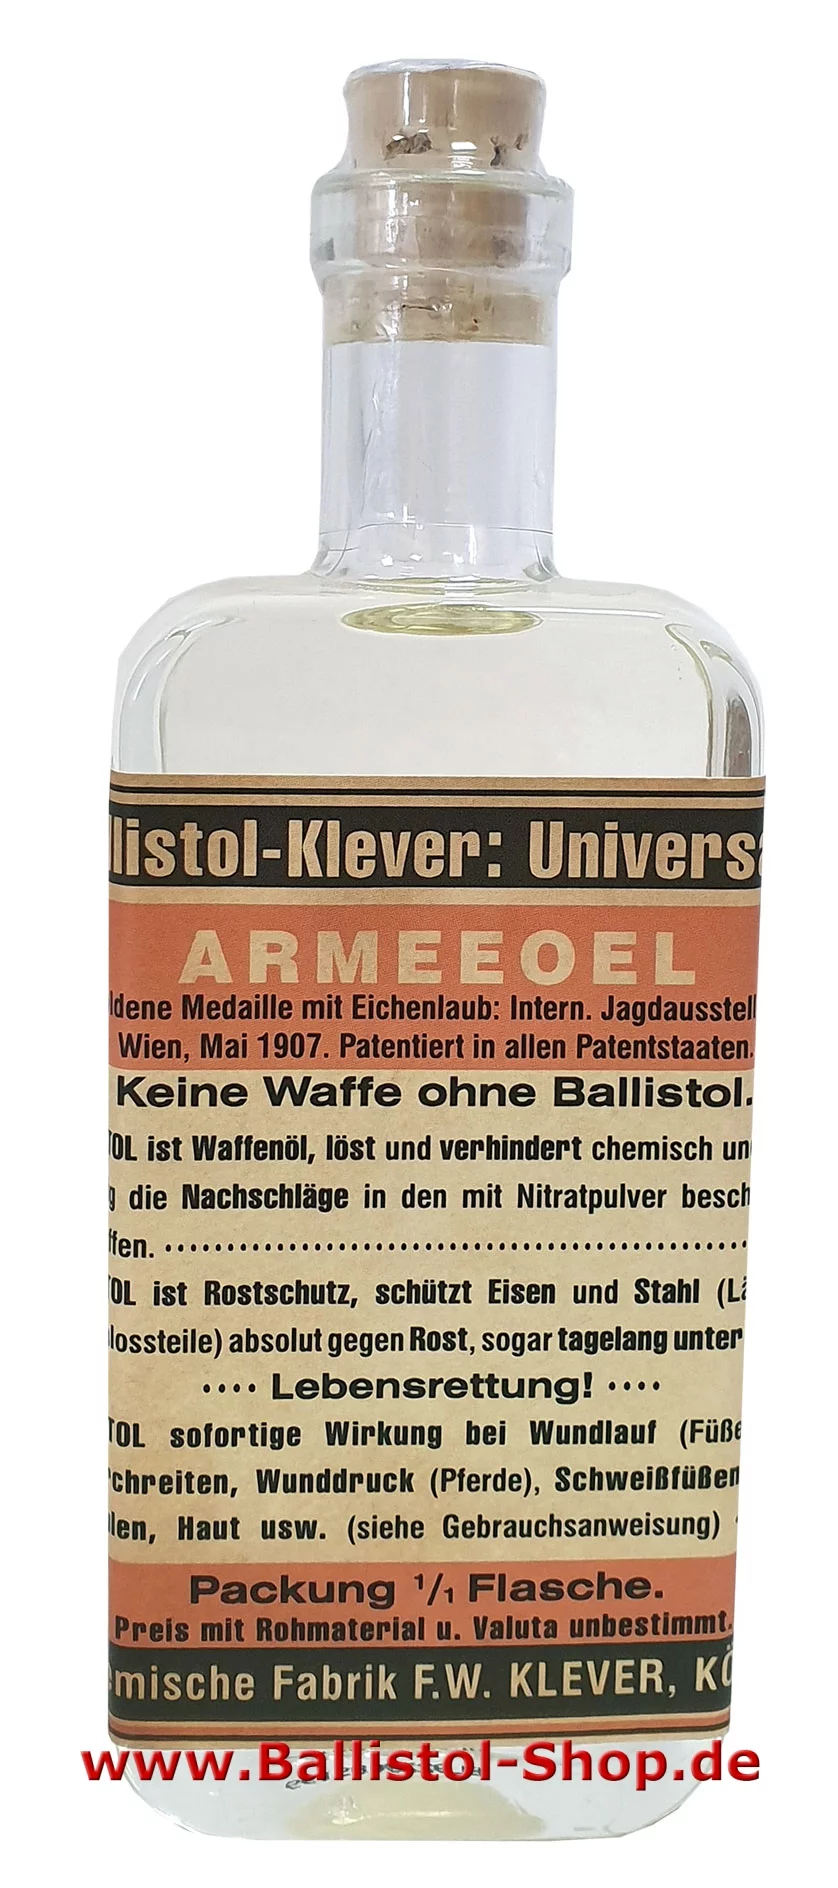 llistol-Klever: Universa
ARMEEOEL
ldene Medaille mit Eichenlaub: Intern. Jagdausstell
Wien, Mai 1907. Patentiert in allen Patentstaaten.
Keine Waffe ohne Ballistol.
TOL ist Waffenöl, löst und verhindert chemisch un
g die Nachschläge in den mit Nitratpulver besch
ffen. ................................................
TOL ist Rostschutz, schützt Eisen und Stahl (Lä
lossteile) absolut gegen Rost, sogar tagelang unter
···· Lebensrettung! ····
TOL sofortige Wirkung bei Wundlauf (Füße
chreiten, Wunddruck (Pferde), Schweißfüßen
len, Haut usw. (siehe Gebrauchsanweisung)
Packung 1/1 Flasche.
Preis mit Rohmaterial u. Valuta unbestimmt.
emische Fabrik F.W. KLEVER, KÖ
www.Ballistol-Shop.de